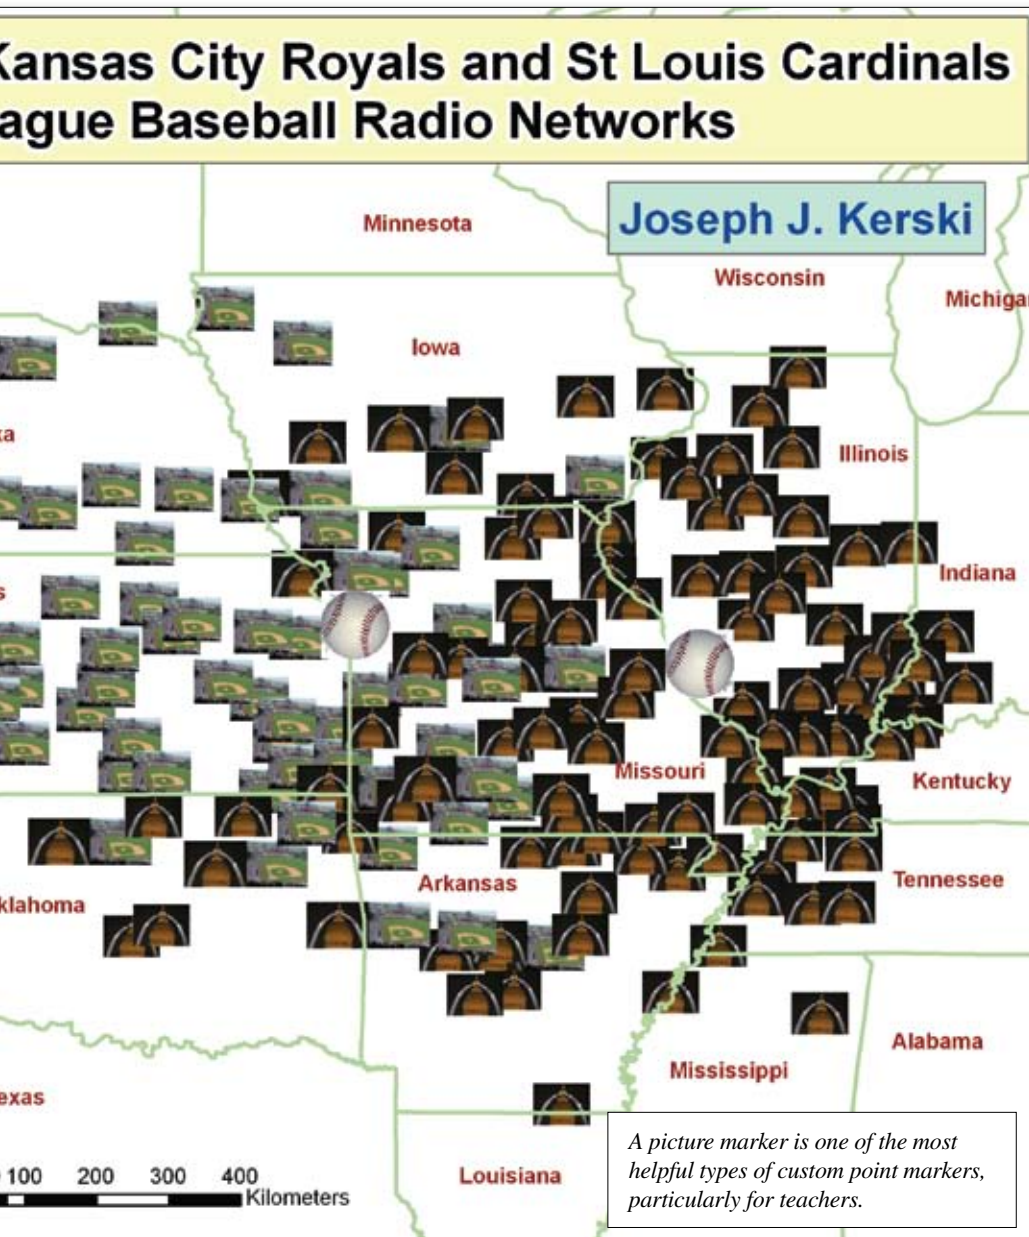 Kansas City Royals and St Louis Cardinals
ague Baseball Radio Networks
Joseph J. Kerski
Minnesota
Wisconsin
Michiga
Iowa
ka
Illinois
Indiana
s
Missouri
Kentucky
Arkansas
Tennessee
klahoma
Alabama
Mississippi
exas
Louisiana
100 200 300 400
Kilometers
A picture marker is one of the most
helpful types of custom point markers,
particularly for teachers.